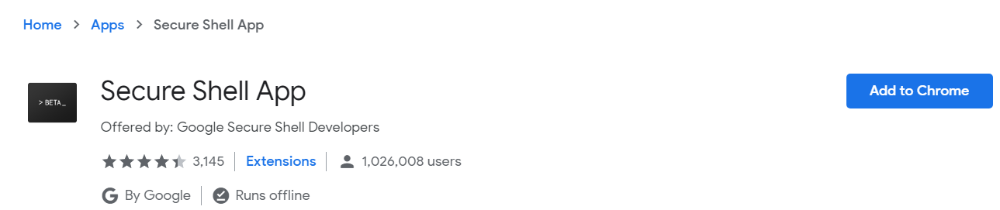 Home > Apps > Secure Shell App
> BETA_
Secure Shell App
Add to Chrome
Offered by: Google Secure Shell Developers
3,145 Extensions 1,026,008 users
By Google Runs offline